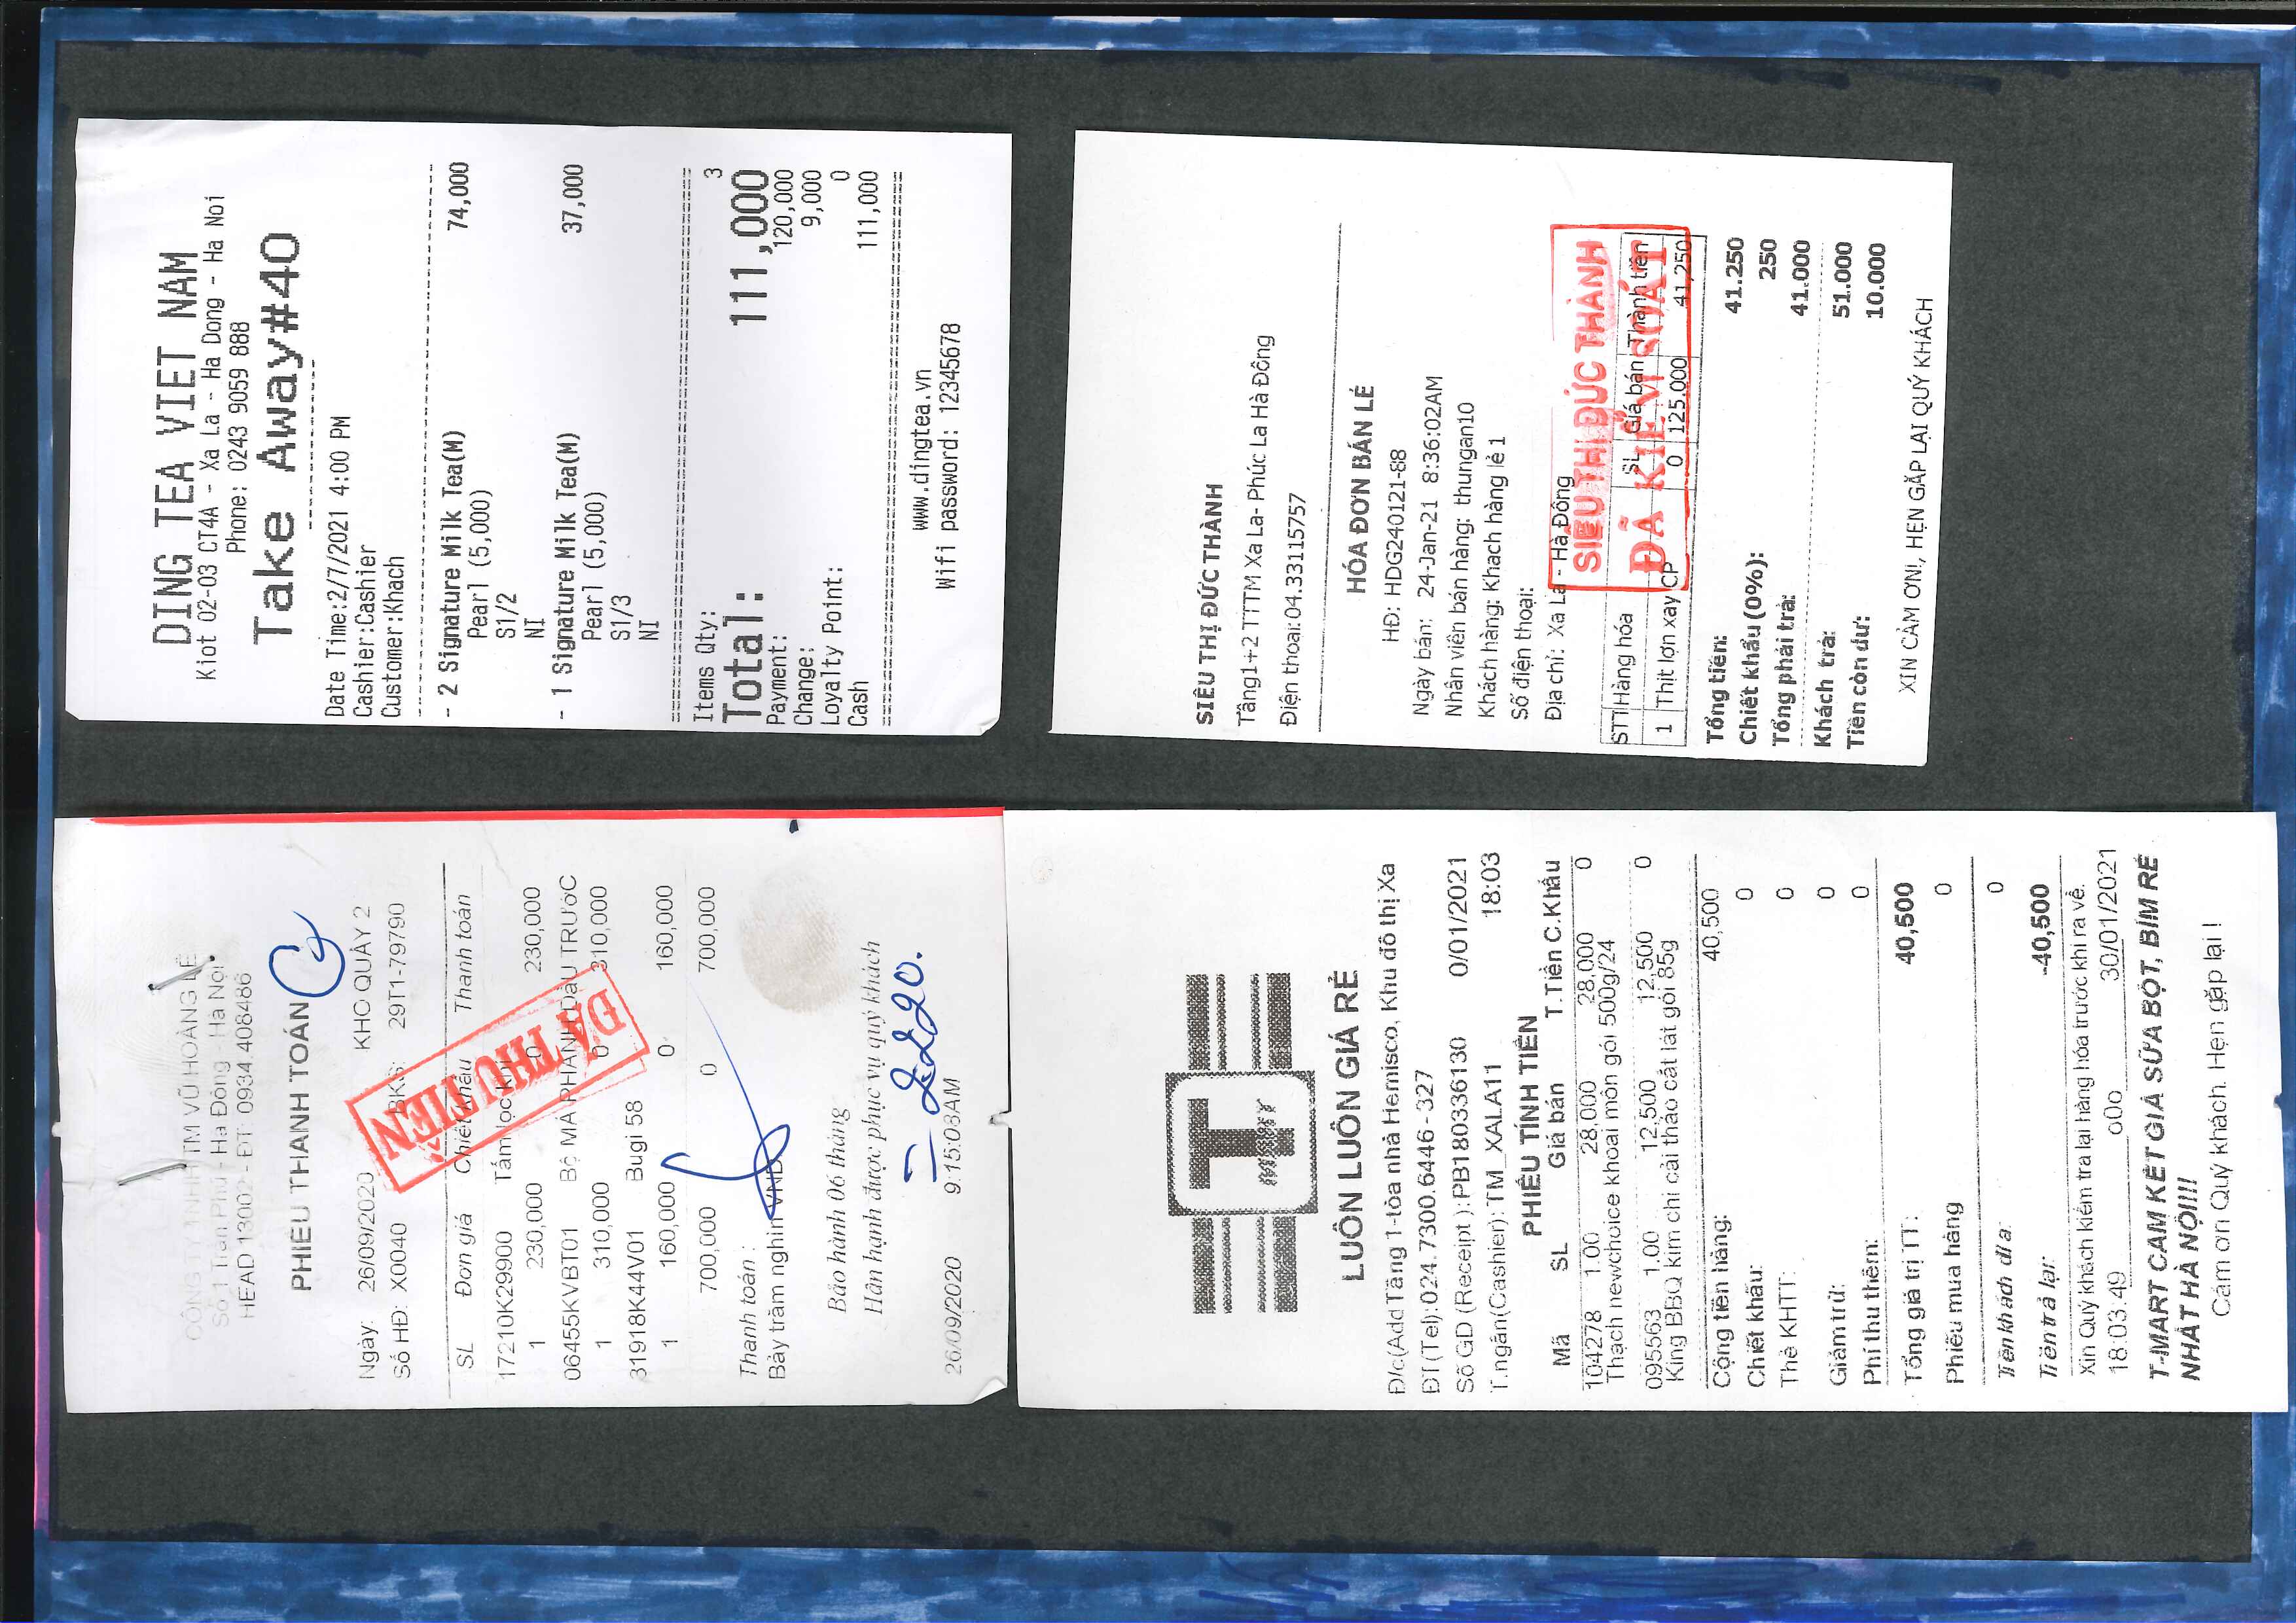 DING TEA VIET NAM
Kiot 02-03 CT4A - Xa La - Ha Dong - Ha Noi
Phone: 0243 9059 888
Take Away#40
Date Time:2/7/2021 4:00 PM
Cashier:Cashier
Customer:Khach
- 2 Signature Milk Tea(M) 74,000
Pearl (5,000)
S1/2
NI
- 1 Signature Milk Tea(M) 37,000
Pearl (5,000)
S1/3
NI
Items Qty: 3
Total: 111,000
Payment: 120,000
Change: 9,000
Loyalty Point: 0
Cash 111,000
www.dingtea.vn
Wifi password: 12345678
SIÊU THỊ ĐỨC THÀNH
Tầng1+2 TTTM Xa La- Phúc La Hà Đông
Điện thoại:04.33115757
HÓA ĐƠN BÁN LẺ
HĐ: HDG240121-88
Ngày bán: 24-Jan-21 8:36:02AM
Nhân viên bán hàng: thungan10
Khách hàng: Khach hàng lẻ 1
Số điện thoại:
Địa chỉ: Xa La - Hà Đông
SIÊU THỊ ĐỨC THÀNH
ĐÃ KIỂM SOÁT
STT Hàng hóa SL Giá bán Thành tiền
1 Thịt lợn xay CP 0 125.000 41,250
Tổng tiền: 41.250
Chiết khấu (0%): 250
Tổng phải trả: 41.000
Khách trả: 51.000
Tiền còn dư: 10.000
XIN CẢM ƠN!, HẸN GẶP LẠI QUÝ KHÁCH
CÔNG TY TNHH TM VŨ HOÀNG LÊ
Số 1 Trần Phú - Hà Đông - Hà Nội
HEAD 13002 - ĐT: 0934.408486
PHIẾU THANH TOÁN
Ngày: 26/09/2020 KHO QUẦY 2
Số HĐ: X0040 BKS: 29T1-79790
SL Đơn giá Chiết khấu Thanh toán
17210K29900 Tấm lọc khí
1 230,000 0 230,000
06455KVBT01 Bộ MÁ PHANH DầU TRƯớC
1 310,000 0 310,000
31918K44V01 Bugi 58
1 160,000 0 160,000
700,000 0 700,000
ĐÃ THU TIỀN
Thanh toán :
Bảy trăm nghìn VNĐ
Bảo hành 06 tháng
Hân hạnh được phục vụ quý khách
26/09/2020 9:15:03AM
T
mart
LUÔN LUÔN GIÁ RẺ
Đ/c(Add Tầng 1-tòa nhà Hemisco, Khu đô thị Xa
ĐT (Tel):024.7300.6446 - 327
Số GD (Receipt ):PB180336130 0/01/2021
T.ngân(Cashier): TM_XALA11 18:03
PHIẾU TÍNH TIỀN
Mã SL Giá bán T.Tiền C.Khấu
104278 1.00 28,000 28,000 0
Thạch newchoice khoai môn gói 500g/24
095563 1.00 12,500 12,500 0
King BBQ kim chi cải thảo cắt lát gói 85g
Cộng tiền hàng: 40,500
Chiết khấu: 0
Thẻ KHTT: 0
Giảm trừ: 0
Phí thu thêm: 0
Tổng giá trị TT: 40,500
Phiếu mua hàng 0
Tiền khách đưa: 0
Tiền trả lại: -40,500
Xin Quý khách kiểm tra lại hàng hóa trước khi ra về.
18:03:49 oOo 30/01/2021
T-MART CAM KẾT GIÁ SỮA BỘT, BỈM RẺ
NHẤT HÀ NỘI!!!
Cảm ơn Quý khách. Hẹn gặp lại !